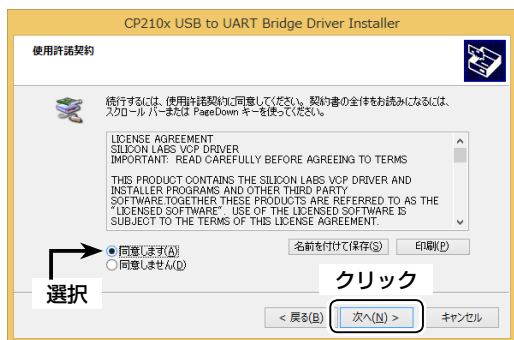 CP210x USB to UART Bridge Driver Installer
使用許諾契約
続行するには、使用許諾契約に同意してください。契約書の全体をお読みになるには、
スクロール バーまたは PageDown キーを使ってください。
LICENSE AGREEMENT
SILICON LABS VCP DRIVER
IMPORTANT: READ CAREFULLY BEFORE AGREEING TO TERMS
THIS PRODUCT CONTAINS THE SILICON LABS VCP DRIVER AND
INSTALLER PROGRAMS AND OTHER THIRD PARTY
SOFTWARE.TOGETHER THESE PRODUCTS ARE REFERRED TO AS THE
"LICENSED SOFTWARE". USE OF THE LICENSED SOFTWARE IS
SUBJECT TO THE TERMS OF THIS LICENSE AGREEMENT.
同意します(A)
名前を付けて保存(S) 印刷(P)
同意しません(D)
選択
クリック
< 戻る(B) 次へ(N) > キャンセル